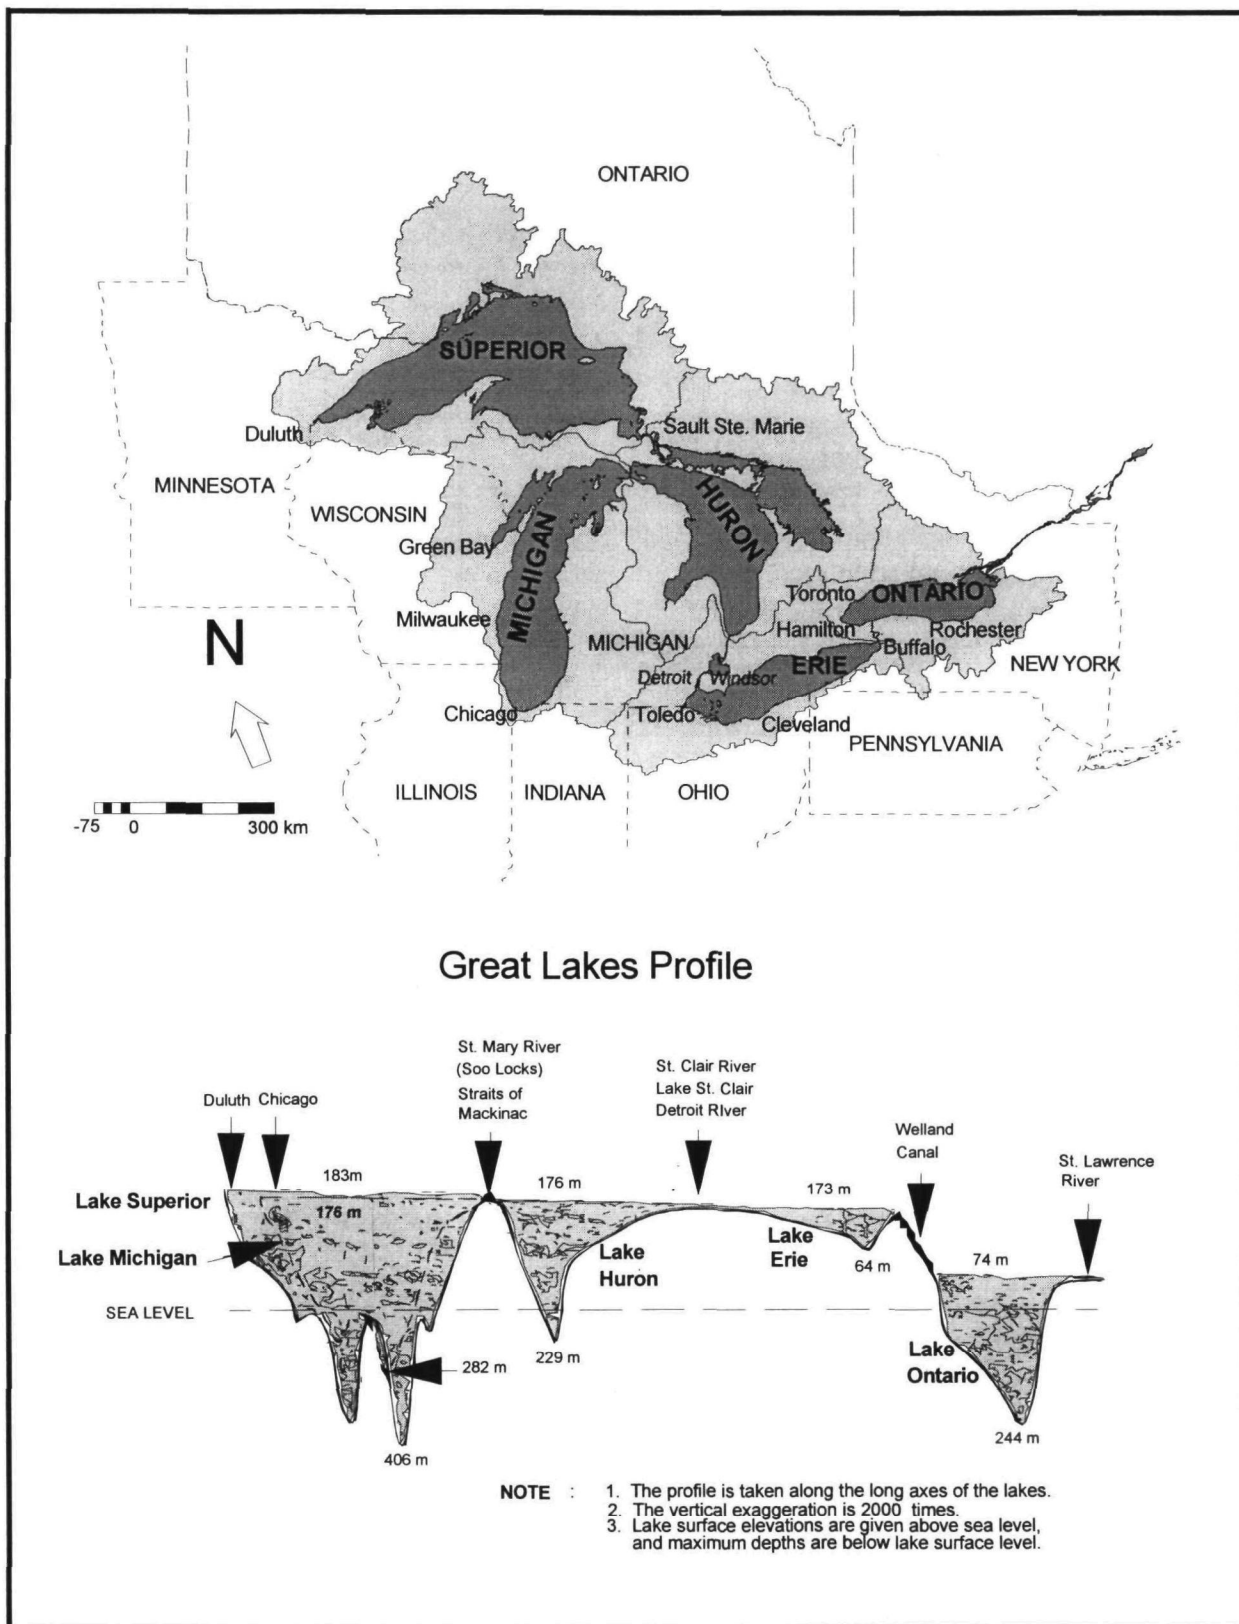 ONTARIO
SUPERIOR
Duluth
Sault Ste. Marie
MINNESOTA
WISCONSIN
HURON
Green Bay
MICHIGAN
Toronto
ONTARIO
Milwaukee
N
MICHIGAN
Hamilton
Rochester
Buffalo
ERIE
NEW YORK
Detroit
Windsor
Chicago
Toledo
Cleveland
PENNSYLVANIA
ILLINOIS
INDIANA
OHIO
-75 0 300 km
Great Lakes Profile
St. Mary River
(Soo Locks)
Straits of
Mackinac
St. Clair River
Lake St. Clair
Detroit RIver
Duluth Chicago
Welland
Canal
St. Lawrence
River
183m
176 m
173 m
Lake Superior
176 m
Lake Michigan
Lake
Huron
Lake
Erie
64 m
74 m
SEA LEVEL
282 m
229 m
Lake
Ontario
406 m
244 m
NOTE : 1. The profile is taken along the long axes of the lakes.
2. The vertical exaggeration is 2000 times.
3. Lake surface elevations are given above sea level,
and maximum depths are below lake surface level.